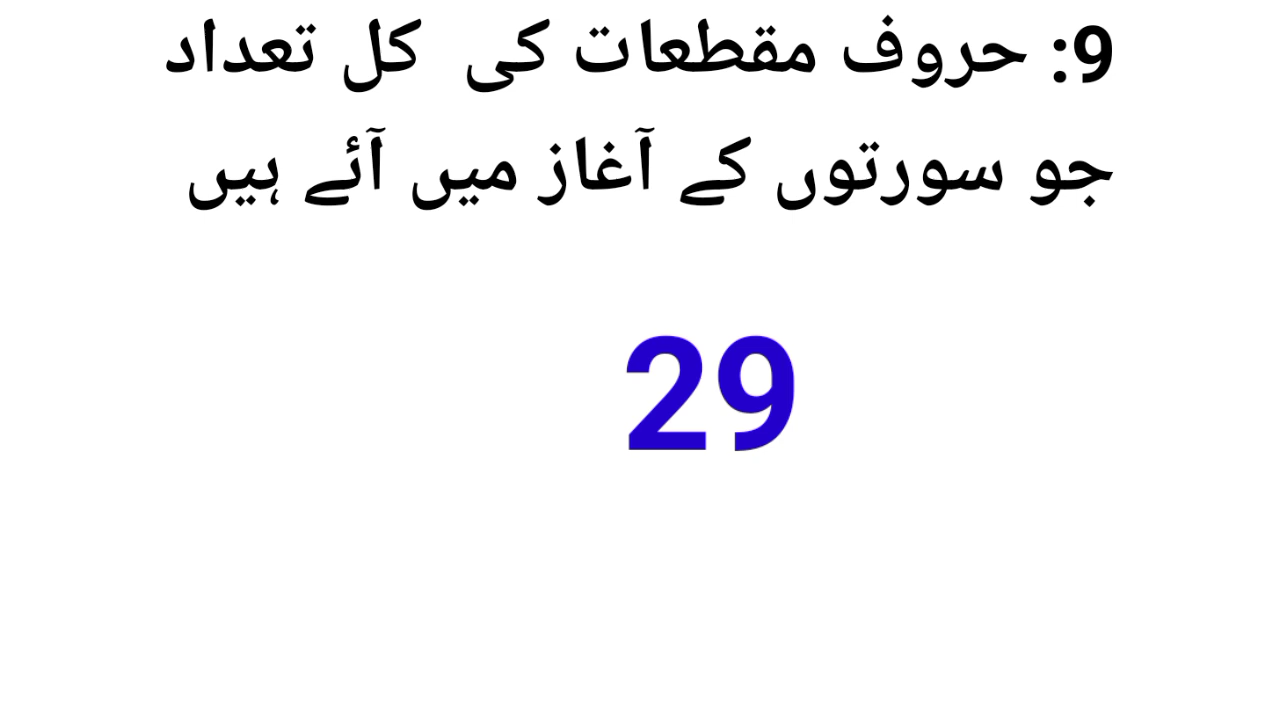 9: حروف مقطعات کی کل تعداد
جو سورتوں کے آغاز میں آئے ہیں
29